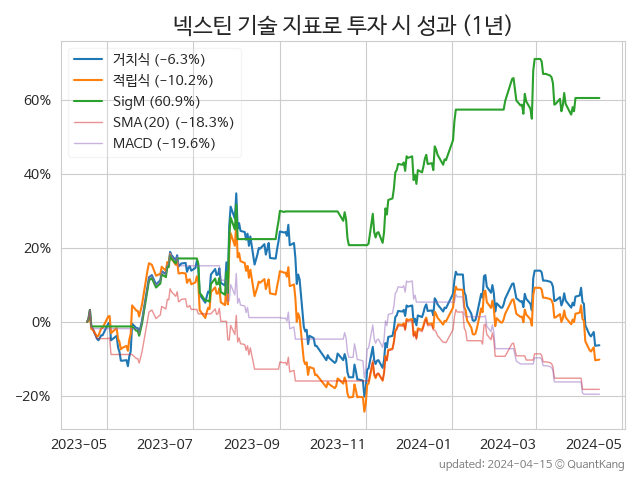 넥스틴 기술 지표로 투자 시 성과 (1년)
거치식 (-6.3%)
적립식 (-10.2%)
SigM (60.9%)
SMA(20) (-18.3%)
MACD (-19.6%)
60%
40%
20%
0%
-20%
2023-05 2023-07 2023-09 2023-11 2024-01 2024-03 2024-05
updated: 2024-04-15 © QuantKang